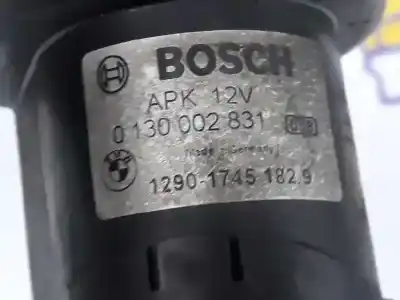 BOSCH
APK 12V
0 130 002 831
Made in Germany
1290-1745 182.9